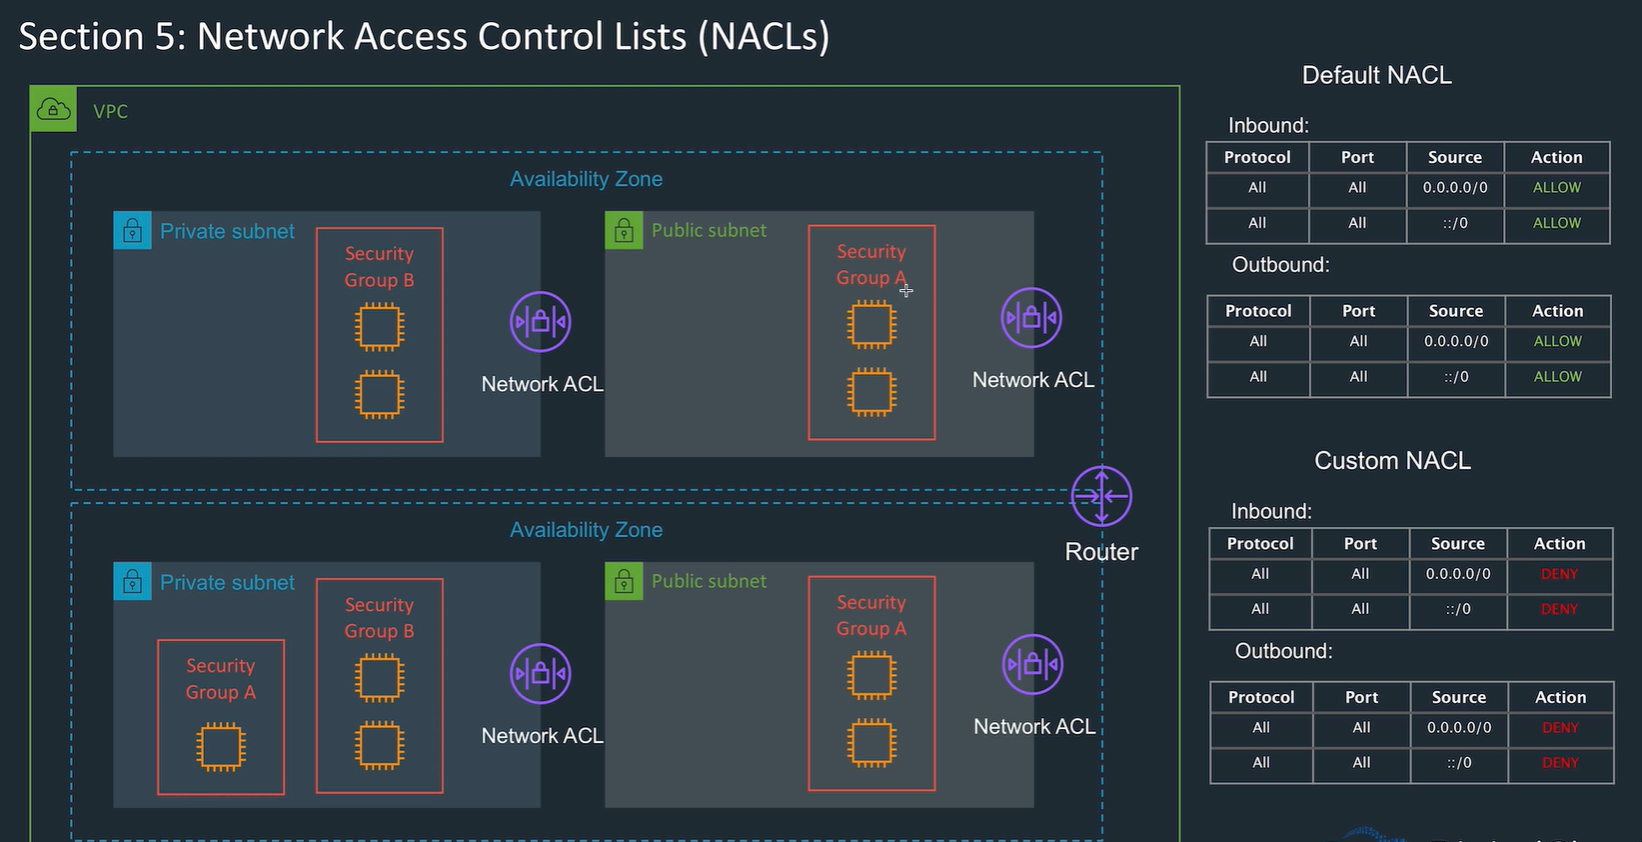 Section 5: Network Access Control Lists (NACLs)
VPC
Availability Zone
Private subnet
Security
Group B
Network ACL
Public subnet
Security
Group A
Network ACL
Router
Availability Zone
Private subnet
Security
Group A
Security
Group B
Network ACL
Public subnet
Security
Group A
Network ACL
Default NACL
Inbound:
Protocol Port Source Action
All All 0.0.0.0/0 ALLOW
All All ::/0 ALLOW
Outbound:
Protocol Port Source Action
All All 0.0.0.0/0 ALLOW
All All ::/0 ALLOW
Custom NACL
Inbound:
Protocol Port Source Action
All All 0.0.0.0/0 DENY
All All ::/0 DENY
Outbound:
Protocol Port Source Action
All All 0.0.0.0/0 DENY
All All ::/0 DENY